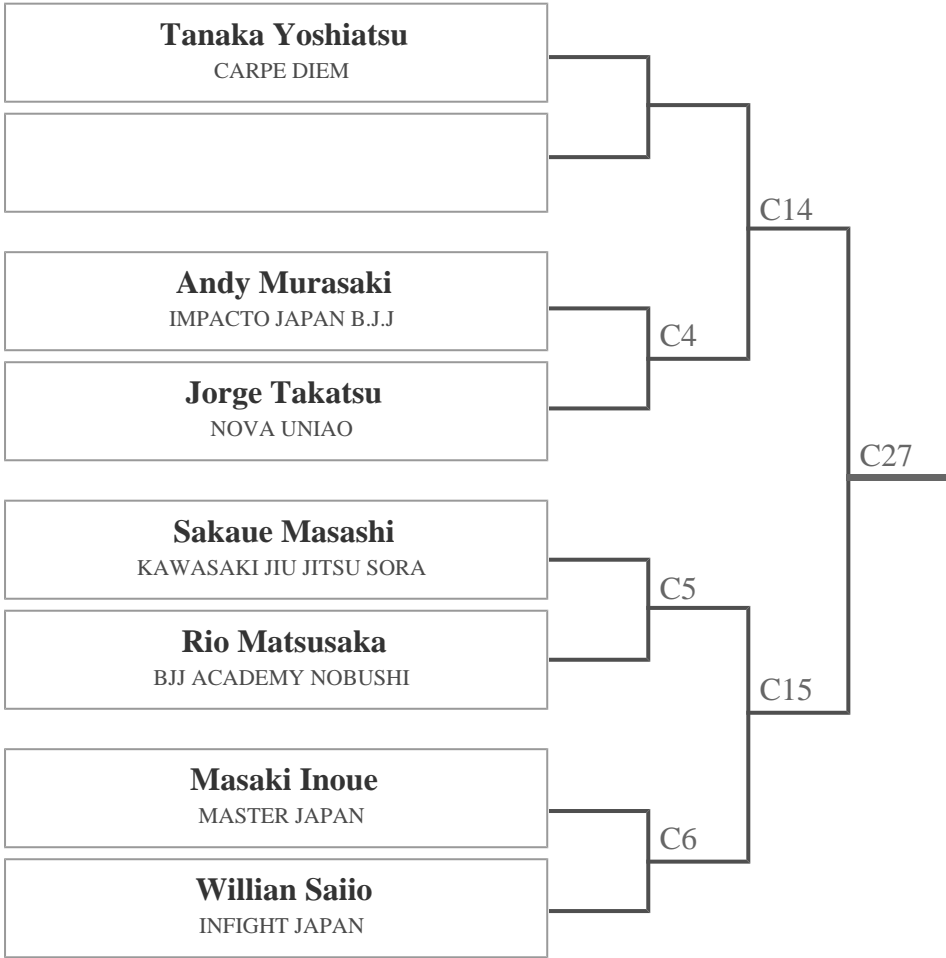 Tanaka Yoshiatsu
CARPE DIEM
C14
Andy Murasaki
IMPACTO JAPAN B.J.J
C4
Jorge Takatsu
NOVA UNIAO
C27
Sakaue Masashi
KAWASAKI JIU JITSU SORA
C5
Rio Matsusaka
BJJ ACADEMY NOBUSHI
C15
Masaki Inoue
MASTER JAPAN
C6
Willian Saiio
INFIGHT JAPAN